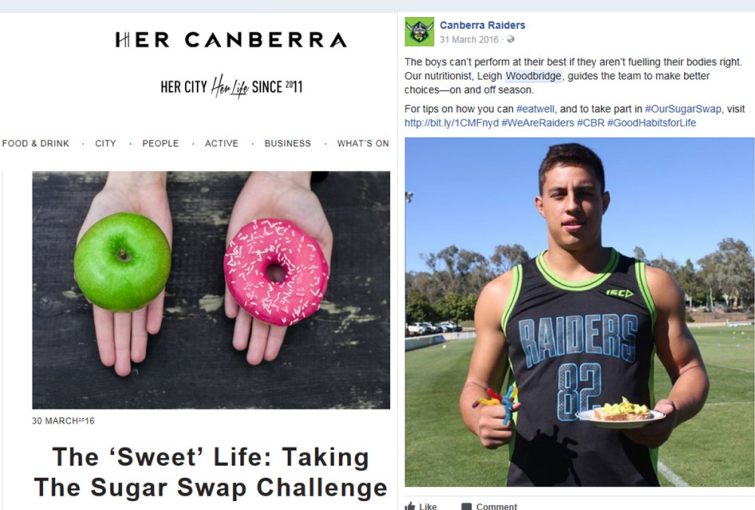 HER CANBERRA
HER CITY Her Life SINCE 2011
FOOD & DRINK · CITY · PEOPLE · ACTIVE · BUSINESS · WHAT'S ON
30 MARCH2016
The ‘Sweet’ Life: Taking
The Sugar Swap Challenge
Canberra Raiders
31 March 2016 ·
The boys can't perform at their best if they aren't fuelling their bodies right.
Our nutritionist, Leigh Woodbridge, guides the team to make better
choices—on and off season.
For tips on how you can #eatwell, and to take part in #OurSugarSwap, visit
http://bit.ly/1CMFnyd #WeAreRaiders #CBR #GoodHabitsforLife
ISC
RAIDERS
82
Like Comment